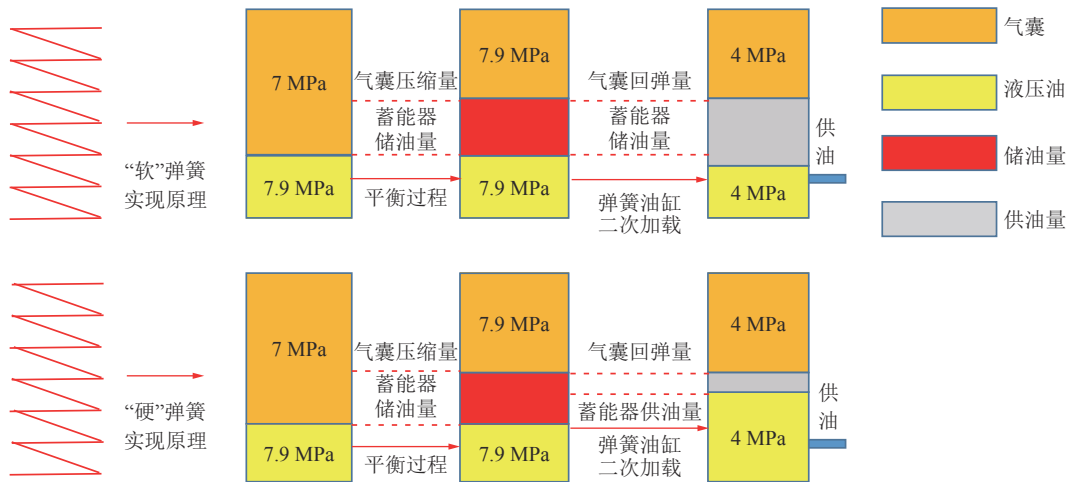 “软”弹簧
实现原理
7 MPa
7.9 MPa
气囊压缩量
蓄能器
储油量
平衡过程
7.9 MPa
7.9 MPa
气囊回弹量
蓄能器
储油量
弹簧油缸
二次加载
4 MPa
4 MPa
供
油
气囊
液压油
储油量
供油量
“硬”弹簧
实现原理
7 MPa
7.9 MPa
气囊压缩量
蓄能器
储油量
平衡过程
7.9 MPa
7.9 MPa
气囊回弹量
蓄能器供油量
弹簧油缸
二次加载
4 MPa
4 MPa
供
油